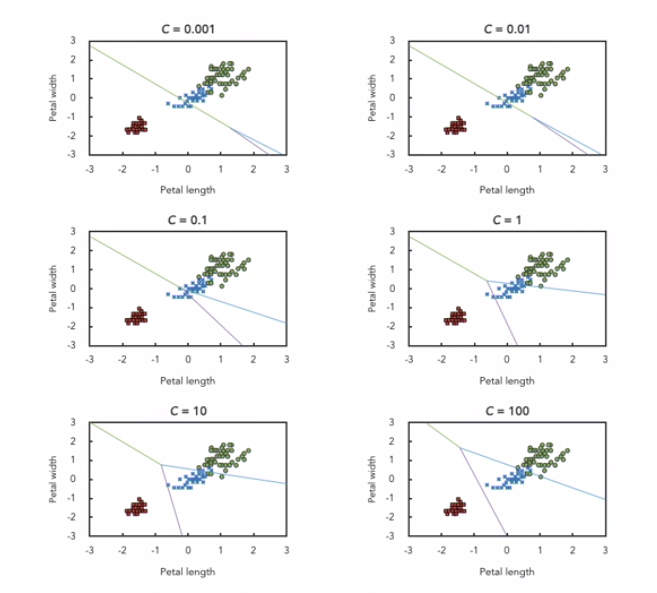 C = 0.001
3
2
1
0
-1
-2
-3
Petal width
-3 -2 -1 0 1 2 3
Petal length
C = 0.01
3
2
1
0
-1
-2
-3
Petal width
-3 -2 -1 0 1 2 3
Petal length
C = 0.1
3
2
1
0
-1
-2
-3
Petal width
-3 -2 -1 0 1 2 3
Petal length
C = 1
3
2
1
0
-1
-2
-3
Petal width
-3 -2 -1 0 1 2 3
Petal length
C = 10
3
2
1
0
-1
-2
-3
Petal width
-3 -2 -1 0 1 2 3
Petal length
C = 100
3
2
1
0
-1
-2
-3
Petal width
-3 -2 -1 0 1 2 3
Petal length